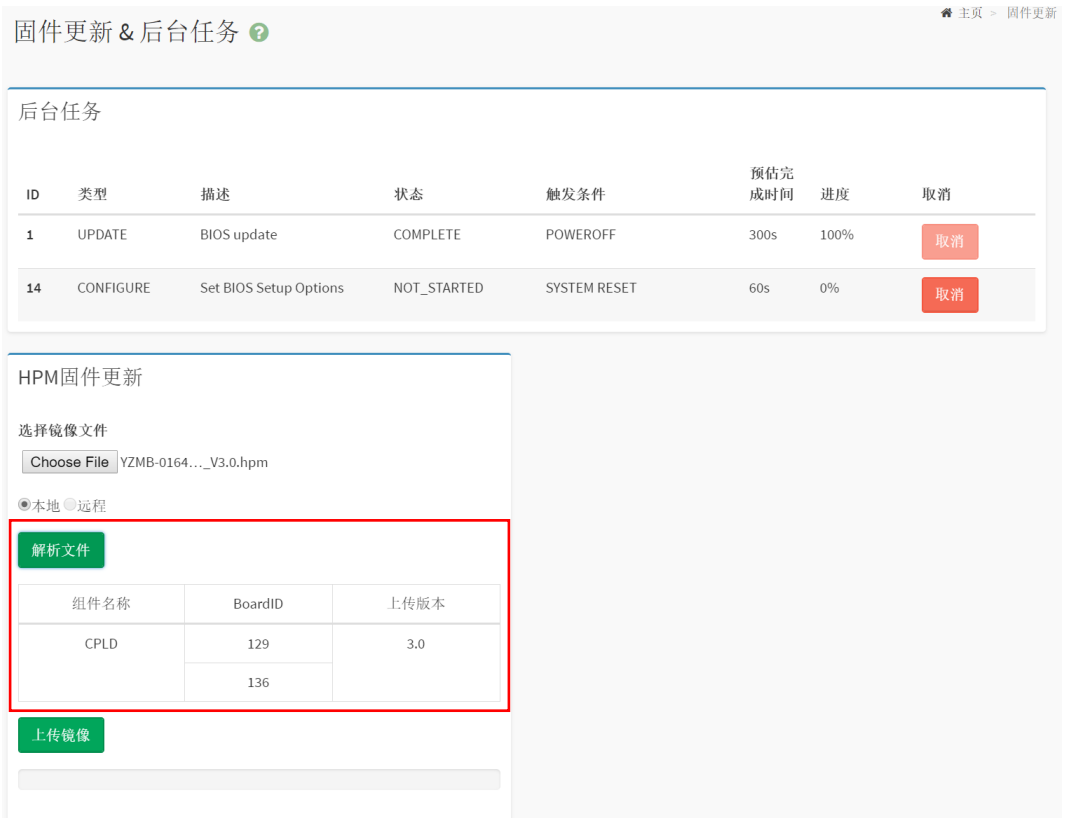 主页 > 固件更新
固件更新 & 后台任务 ?
后台任务
ID 类型 描述 状态 触发条件 预估完成时间 进度 取消
1 UPDATE BIOS update COMPLETE POWEROFF 300s 100% 取消
14 CONFIGURE Set BIOS Setup Options NOT_STARTED SYSTEM RESET 60s 0% 取消
HPM固件更新
选择镜像文件
Choose File YZMB-0164…_V3.0.hpm
本地 远程
解析文件
组件名称 BoardID 上传版本
CPLD 129 3.0
136
上传镜像